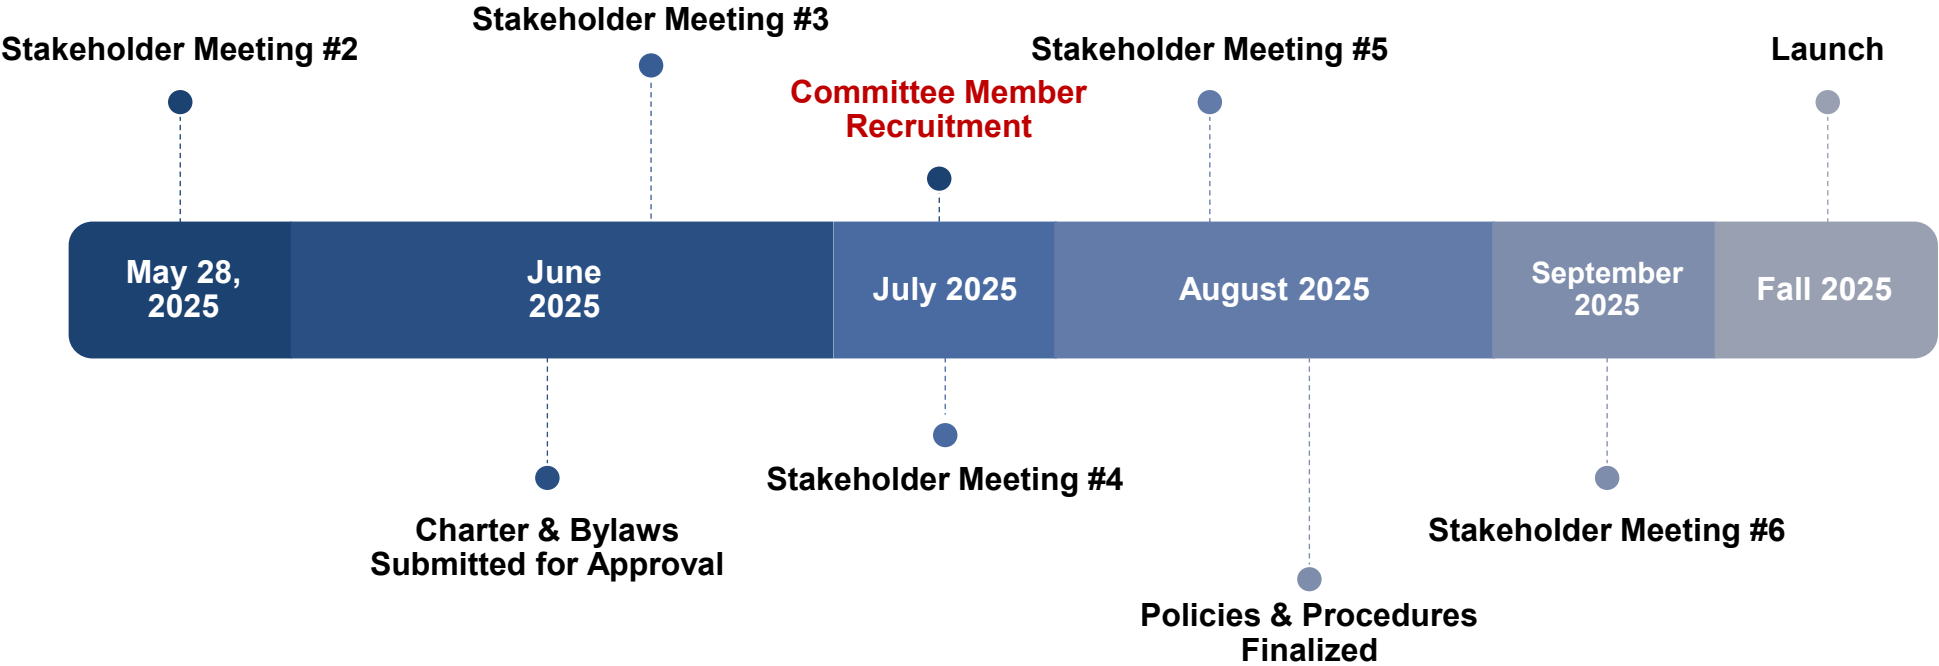 Stakeholder Meeting #3
Stakeholder Meeting #2
Stakeholder Meeting #5
Launch
Committee Member
Recruitment
May 28,
2025
June
2025
July 2025
August 2025
September
2025
Fall 2025
Stakeholder Meeting #4
Charter & Bylaws
Submitted for Approval
Stakeholder Meeting #6
Policies & Procedures
Finalized